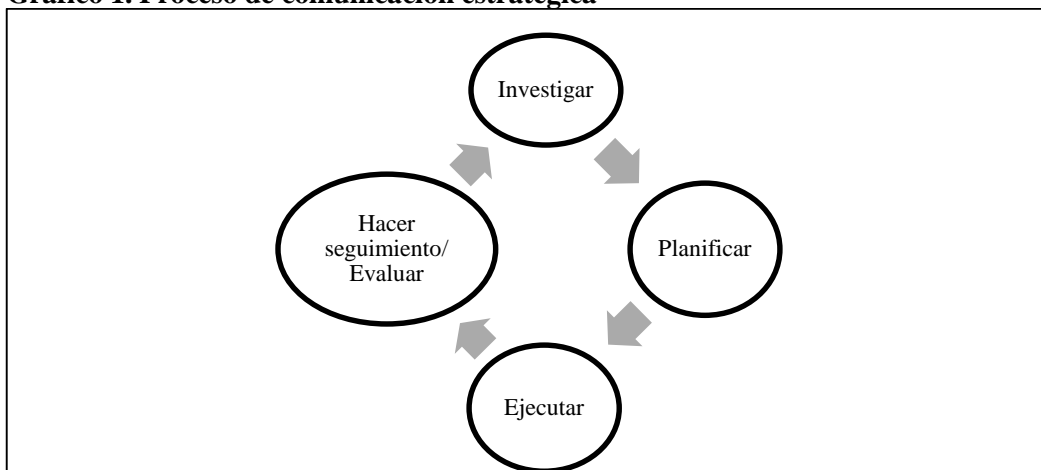 Gráfico 1. Proceso de comunicación estratégica
Investigar
Planificar
Hacer
seguimiento/
Evaluar
Ejecutar